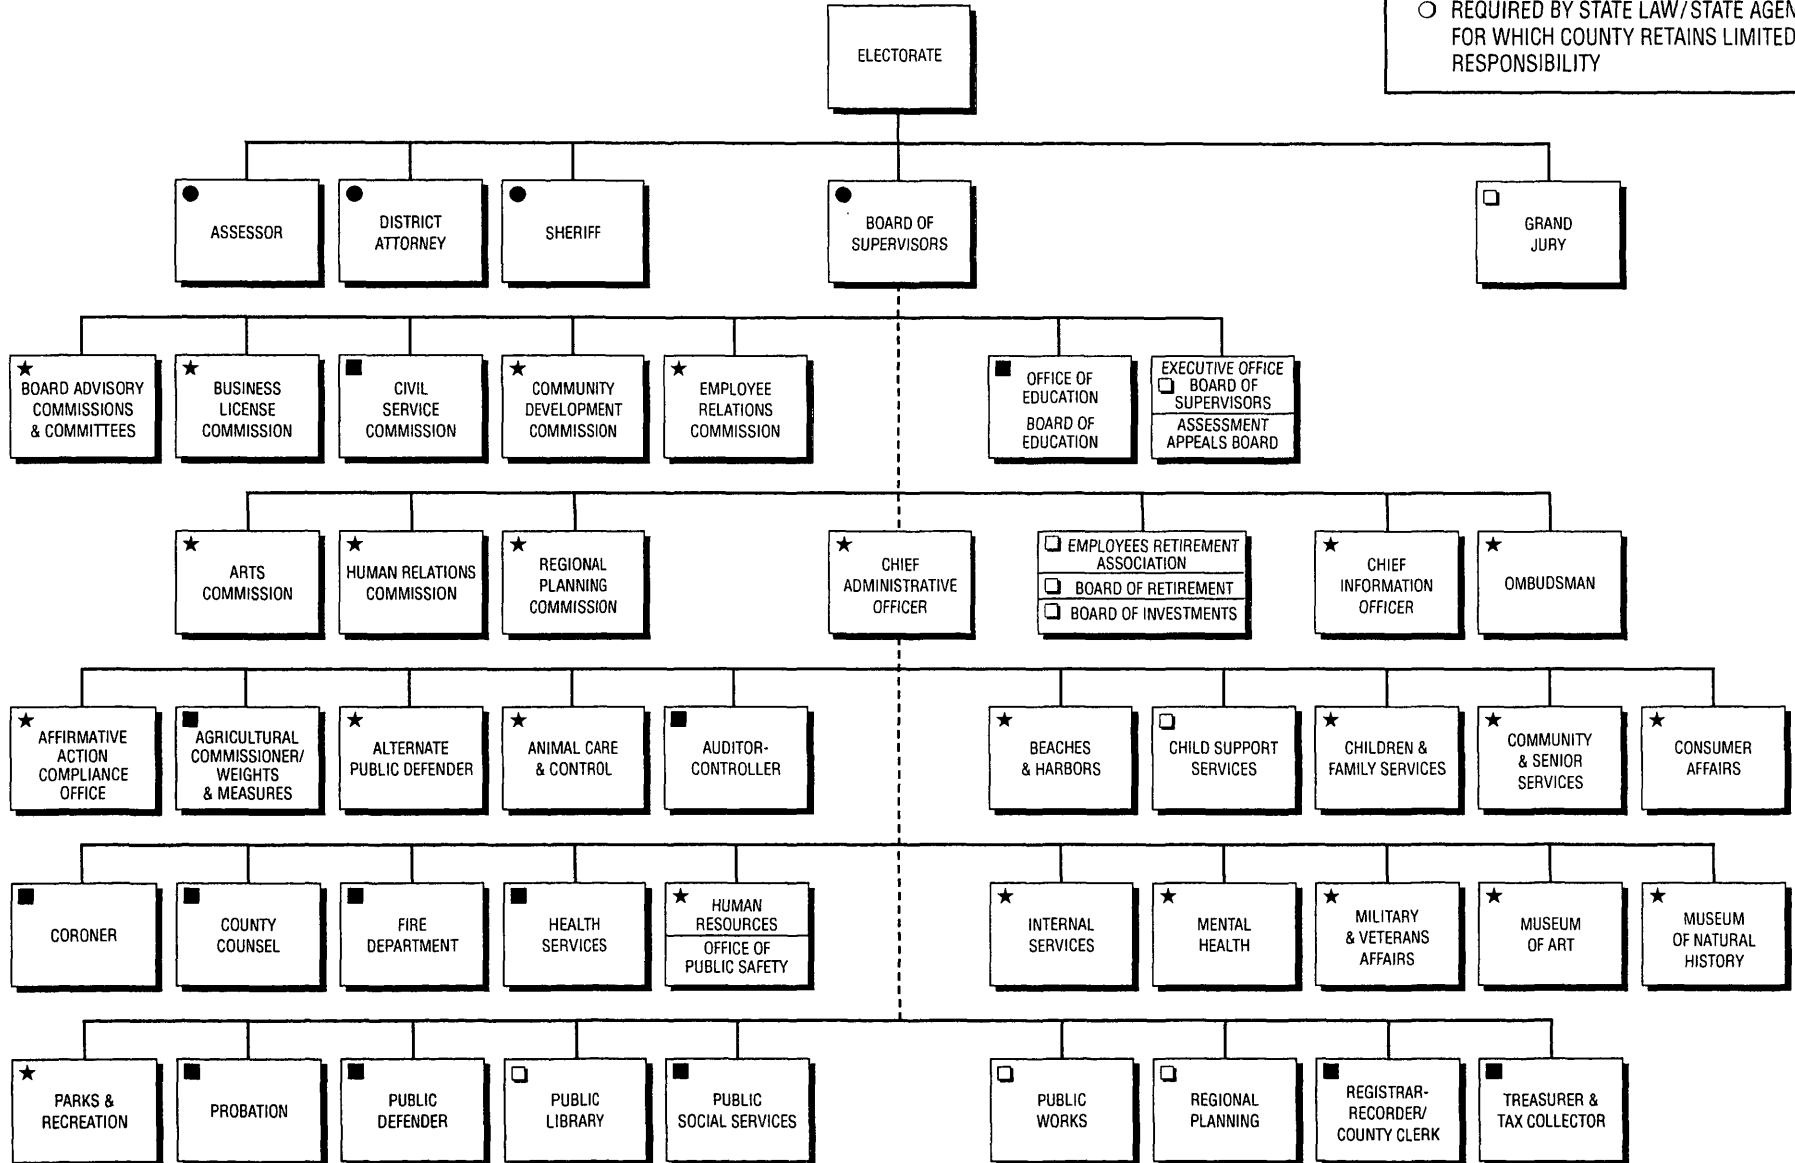 REQUIRED BY STATE LAW/STATE AGEN
FOR WHICH COUNTY RETAINS LIMITED
RESPONSIBILITY
ELECTORATE
ASSESSOR
DISTRICT
ATTORNEY
SHERIFF
BOARD OF
SUPERVISORS
GRAND
JURY
BOARD ADVISORY
COMMISSIONS
& COMMITTEES
BUSINESS
LICENSE
COMMISSION
CIVIL
SERVICE
COMMISSION
COMMUNITY
DEVELOPMENT
COMMISSION
EMPLOYEE
RELATIONS
COMMISSION
OFFICE OF
EDUCATION
BOARD OF
EDUCATION
EXECUTIVE OFFICE
BOARD OF
SUPERVISORS
ASSESSMENT
APPEALS BOARD
ARTS
COMMISSION
HUMAN RELATIONS
COMMISSION
REGIONAL
PLANNING
COMMISSION
CHIEF
ADMINISTRATIVE
OFFICER
EMPLOYEES RETIREMENT
ASSOCIATION
BOARD OF RETIREMENT
BOARD OF INVESTMENTS
CHIEF
INFORMATION
OFFICER
OMBUDSMAN
AFFIRMATIVE
ACTION
COMPLIANCE
OFFICE
AGRICULTURAL
COMMISSIONER/
WEIGHTS
& MEASURES
ALTERNATE
PUBLIC DEFENDER
ANIMAL CARE
& CONTROL
AUDITOR-
CONTROLLER
BEACHES
& HARBORS
CHILD SUPPORT
SERVICES
CHILDREN &
FAMILY SERVICES
COMMUNITY
& SENIOR
SERVICES
CONSUMER
AFFAIRS
CORONER
COUNTY
COUNSEL
FIRE
DEPARTMENT
HEALTH
SERVICES
HUMAN
RESOURCES
OFFICE OF
PUBLIC SAFETY
INTERNAL
SERVICES
MENTAL
HEALTH
MILITARY
& VETERANS
AFFAIRS
MUSEUM
OF ART
MUSEUM
OF NATURAL
HISTORY
PARKS &
RECREATION
PROBATION
PUBLIC
DEFENDER
PUBLIC
LIBRARY
PUBLIC
SOCIAL SERVICES
PUBLIC
WORKS
REGIONAL
PLANNING
REGISTRAR-
RECORDER/
COUNTY CLERK
TREASURER &
TAX COLLECTOR